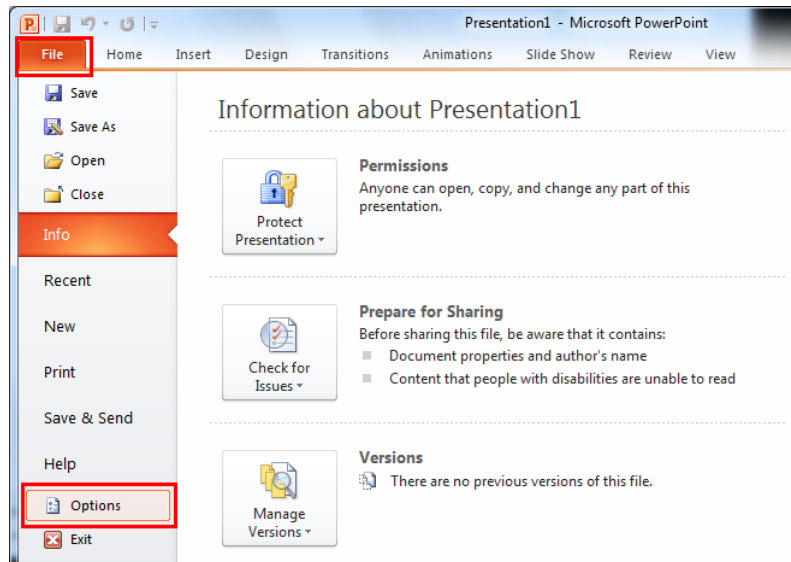 Presentation1 - Microsoft PowerPoint
File Home Insert Design Transitions Animations Slide Show Review View
Save
Save As
Open
Close
Info
Recent
New
Print
Save & Send
Help
Options
Exit
Information about Presentation1
Protect
Presentation
Permissions
Anyone can open, copy, and change any part of this
presentation.
Check for
Issues
Prepare for Sharing
Before sharing this file, be aware that it contains:
Document properties and author's name
Content that people with disabilities are unable to read
Manage
Versions
Versions
There are no previous versions of this file.